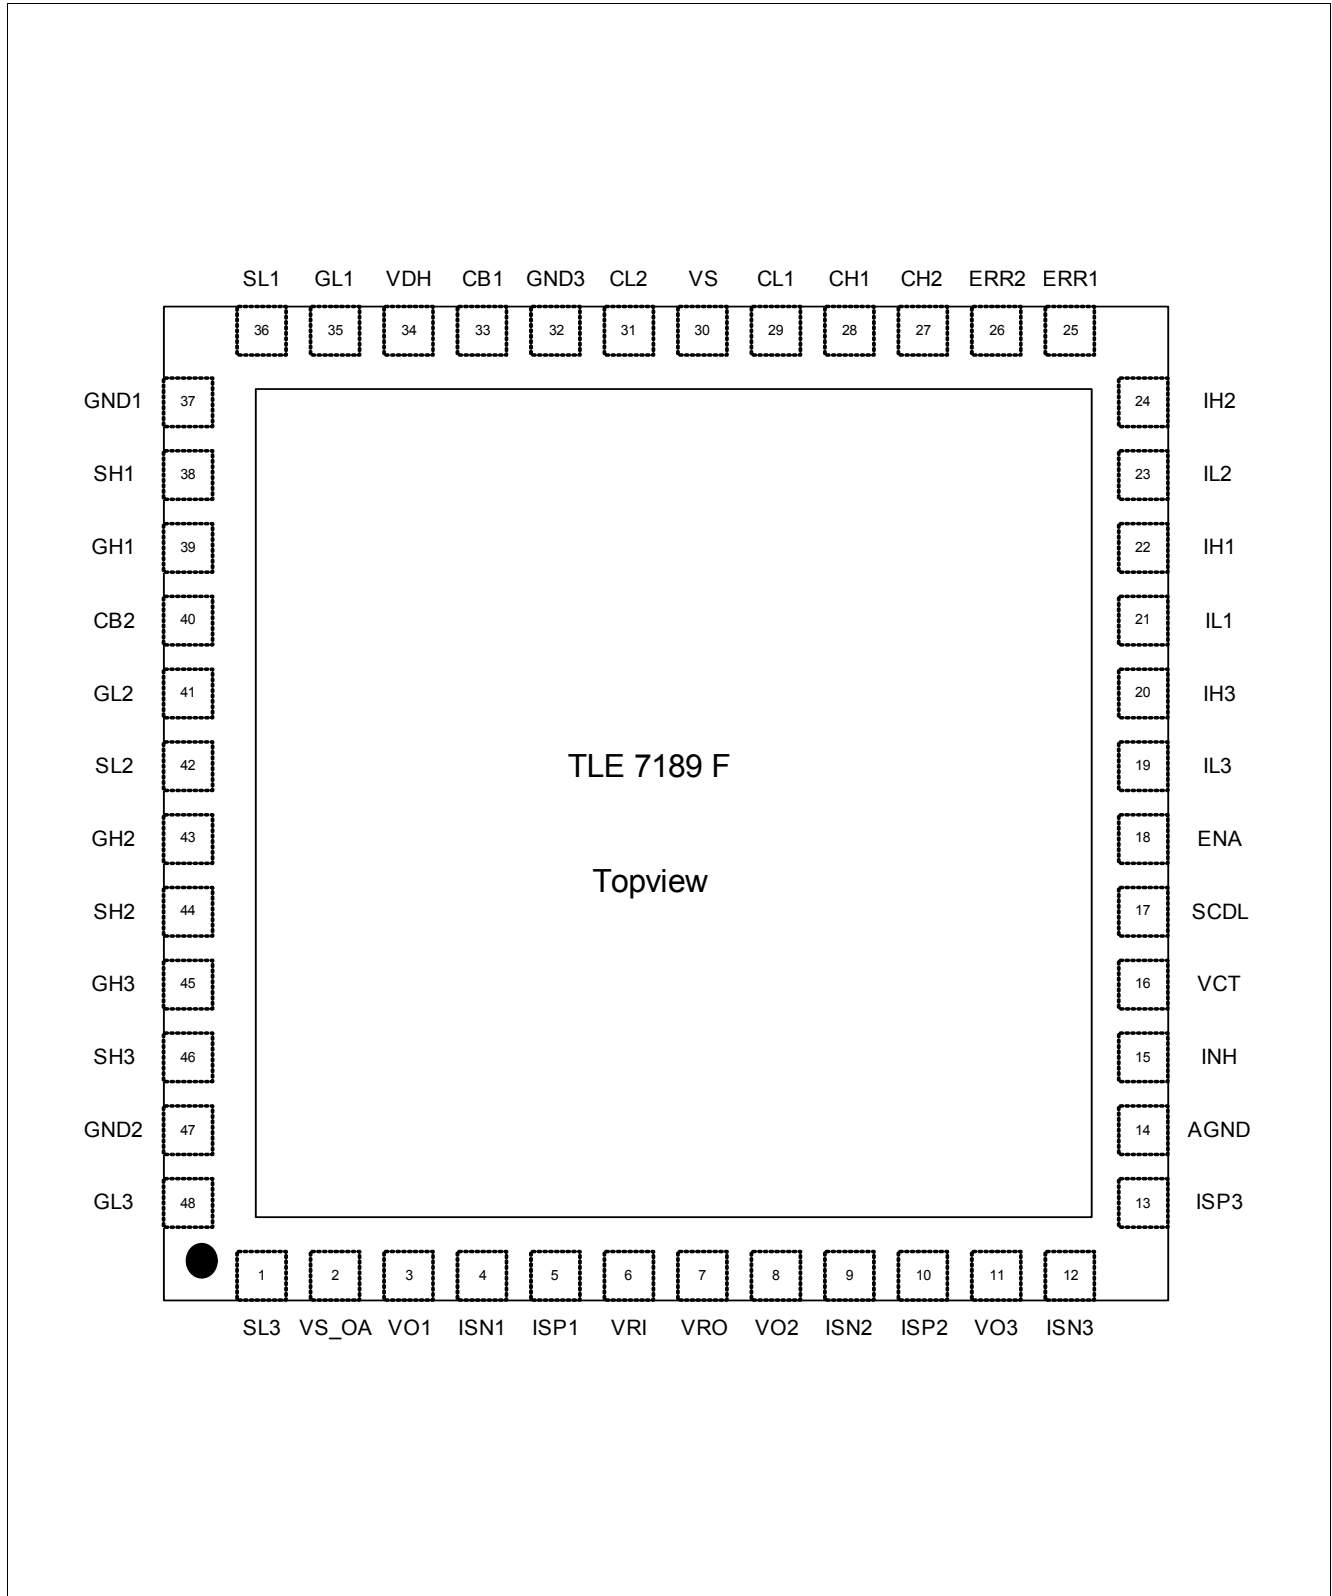 SL1 GL1 VDH CB1 GND3 CL2 VS CL1 CH1 CH2 ERR2 ERR1
36 35 34 33 32 31 30 29 28 27 26 25
GND1 37 24 IH2
SH1 38 23 IL2
GH1 39 22 IH1
CB2 40 21 IL1
GL2 41 20 IH3
SL2 42 TLE 7189 F 19 IL3
GH2 43 18 ENA
Topview
SH2 44 17 SCDL
GH3 45 16 VCT
SH3 46 15 INH
GND2 47 14 AGND
GL3 48 13 ISP3
1 2 3 4 5 6 7 8 9 10 11 12
SL3 VS_OA VO1 ISN1 ISP1 VRI VRO VO2 ISN2 ISP2 VO3 ISN3